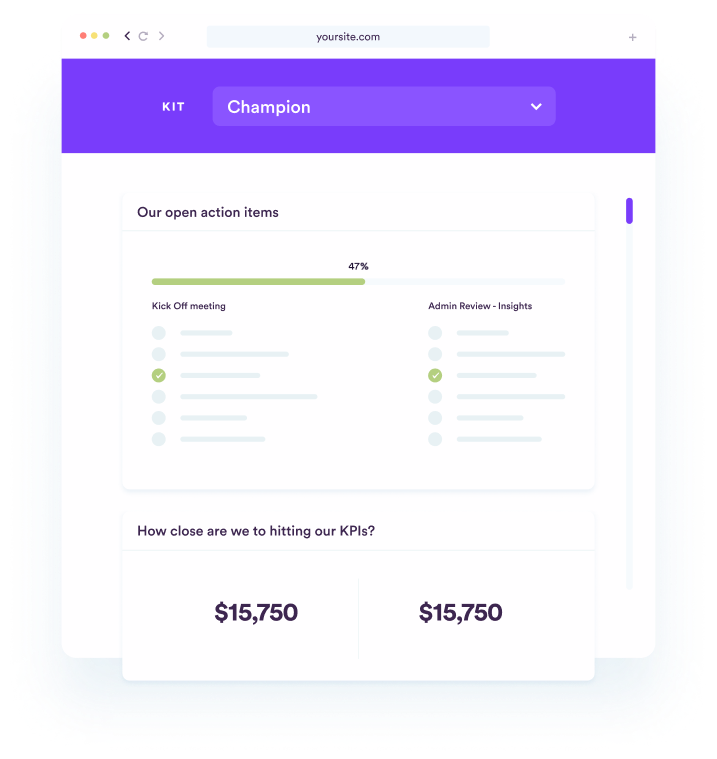 yoursite.com
KIT
Champion
Our open action items
47%
Kick Off meeting
Admin Review - Insights
How close are we to hitting our KPIs?
$15,750
$15,750